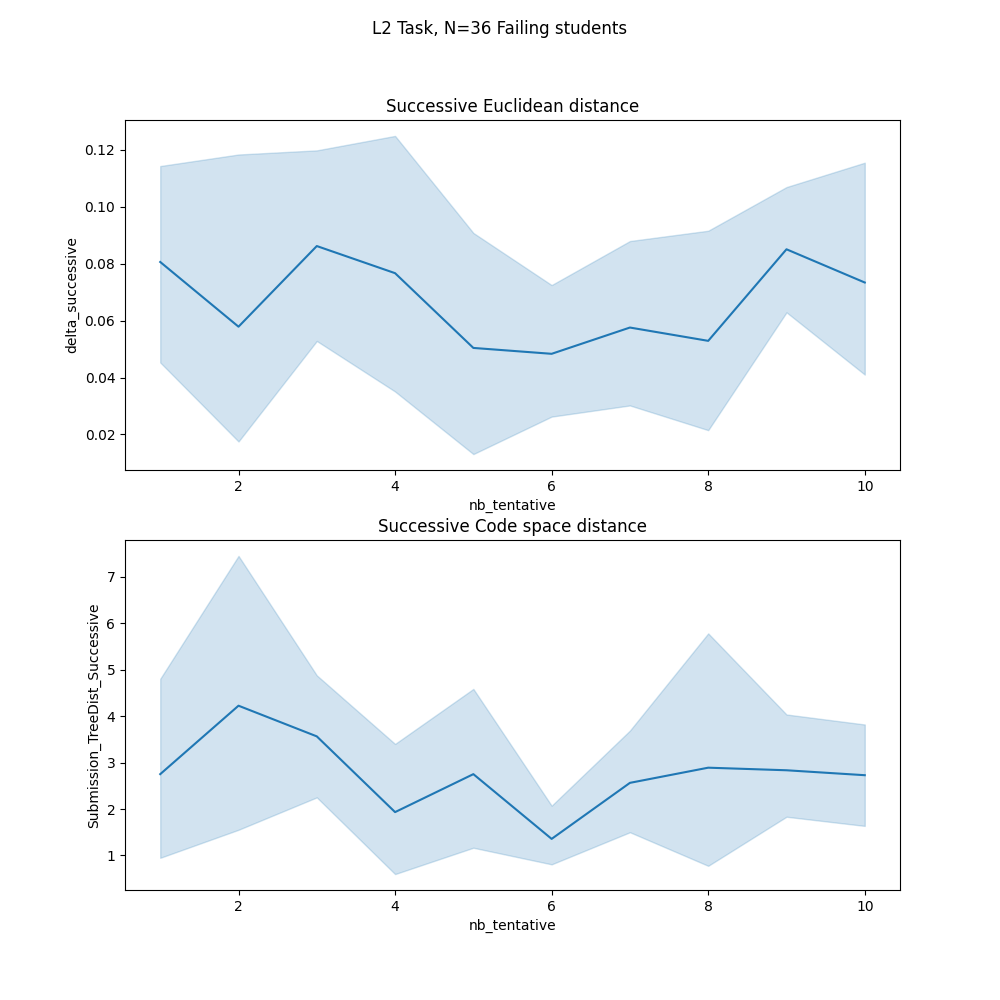 L2 Task, N=36 Failing students
Successive Euclidean distance
delta_successive
0.12
0.10
0.08
0.06
0.04
0.02
2 4 6 8 10
nb_tentative
Successive Code space distance
Submission_TreeDist_Successive
7
6
5
4
3
2
1
2 4 6 8 10
nb_tentative